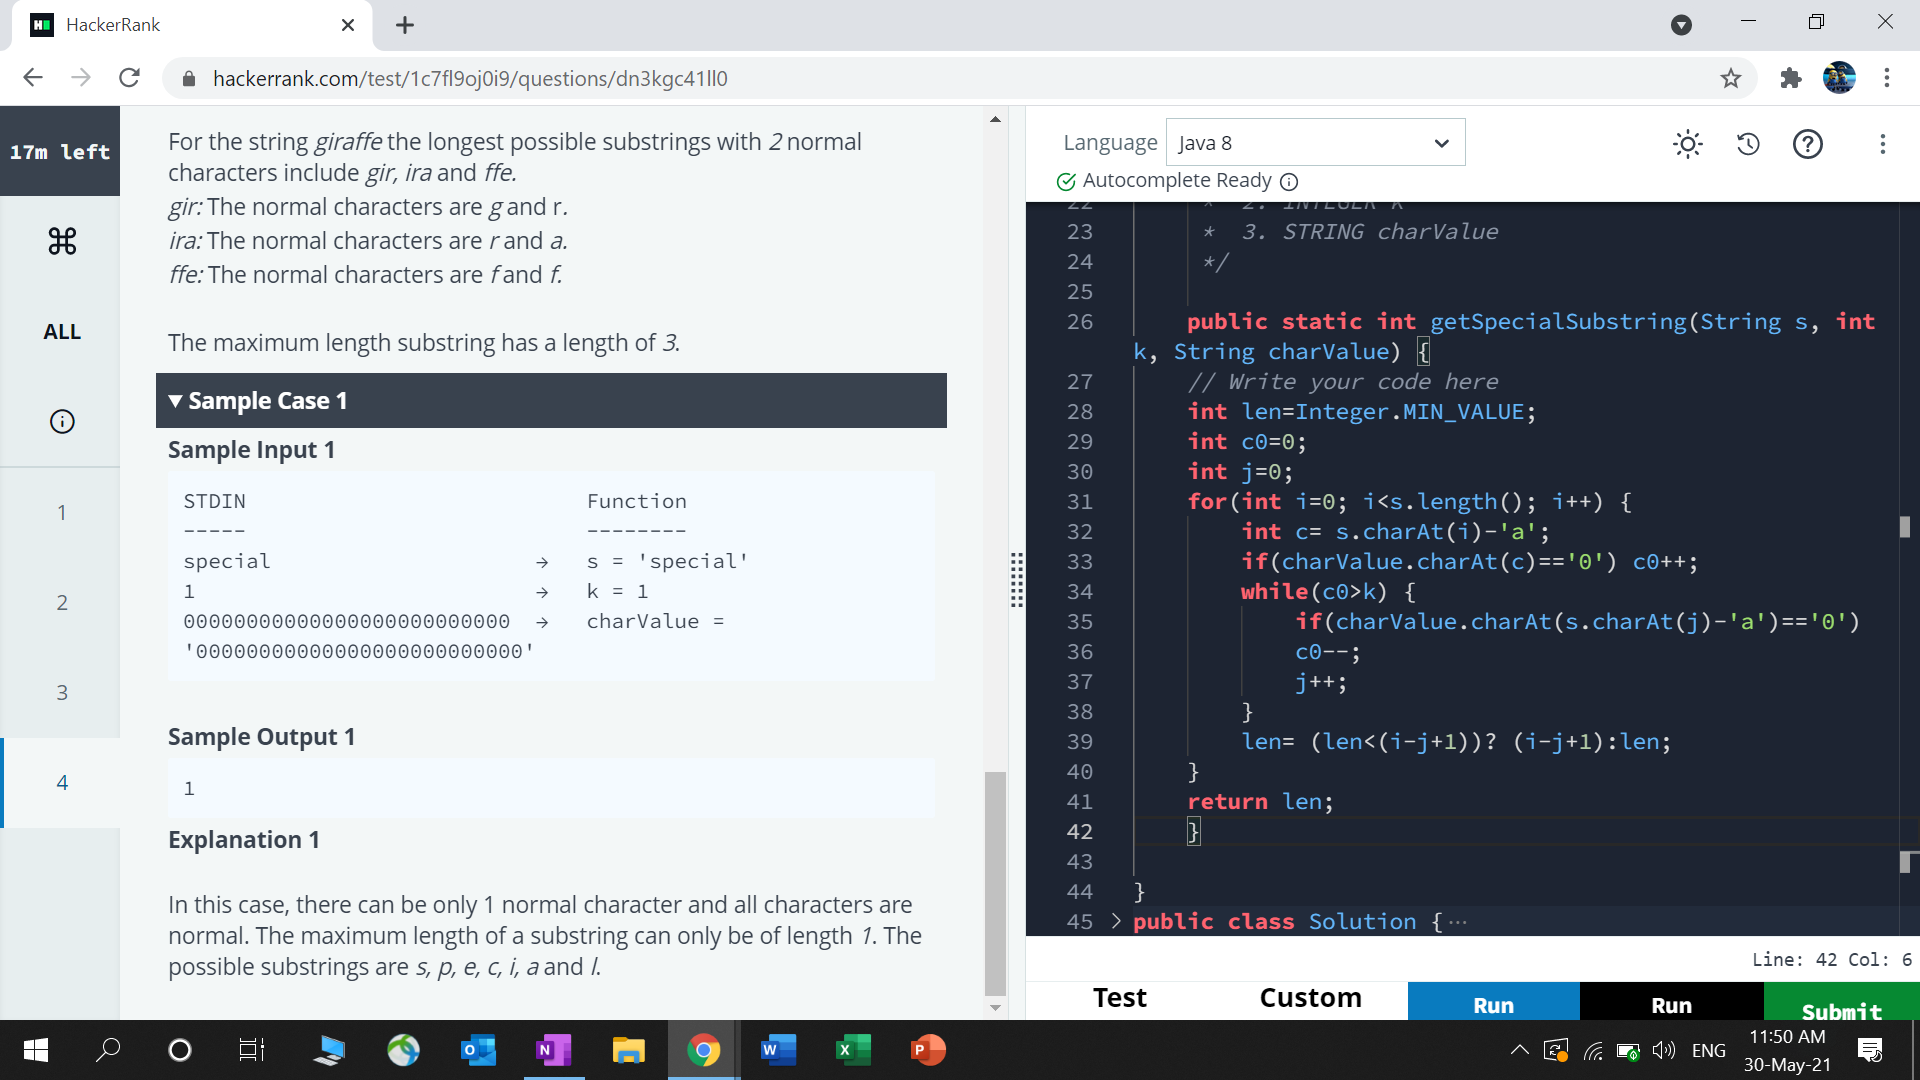 HackerRank
hackerrank.com/test/1c7fl9oj0i9/questions/dn3kgc41ll0
17m left
ALL
1
2
3
4
For the string giraffe the longest possible substrings with 2 normal
characters include gir, ira and ffe.
gir: The normal characters are g and r.
ira: The normal characters are r and a.
ffe: The normal characters are f and f.
The maximum length substring has a length of 3.
▼ Sample Case 1
Sample Input 1
STDIN Function
----- --------
special → s = 'special'
1 → k = 1
00000000000000000000000000 → charValue =
'00000000000000000000000000'
Sample Output 1
1
Explanation 1
In this case, there can be only 1 normal character and all characters are
normal. The maximum length of a substring can only be of length 1. The
possible substrings are s, p, e, c, i, a and l.
Language Java 8
Autocomplete Ready
22 * 2. INTEGER k
23 * 3. STRING charValue
24 */
25
26 public static int getSpecialSubstring(String s, int
k, String charValue) {
27 // Write your code here
28 int len=Integer.MIN_VALUE;
29 int c0=0;
30 int j=0;
31 for(int i=0; i<s.length(); i++) {
32 int c= s.charAt(i)-'a';
33 if(charValue.charAt(c)=='0') c0++;
34 while(c0>k) {
35 if(charValue.charAt(s.charAt(j)-'a')=='0')
36 c0--;
37 j++;
38 }
39 len= (len<(i-j+1))? (i-j+1):len;
40 }
41 return len;
42 }
43
44 }
45 > public class Solution {···
Line: 42 Col: 6
Test Custom Run Run Submit
ENG
11:50 AM
30-May-21